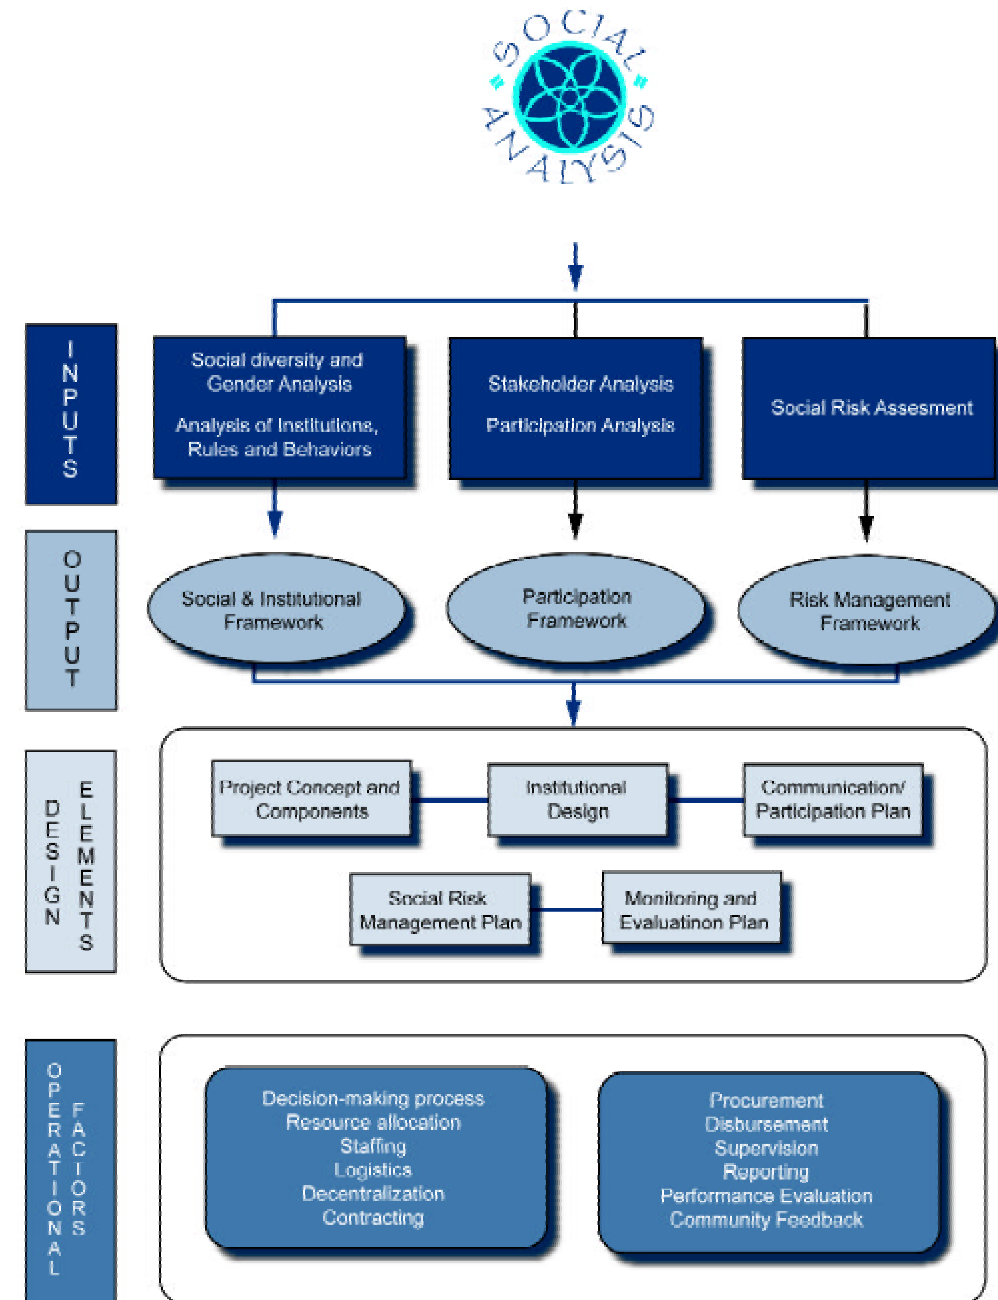 SOCIAL
ANALYSIS
INPUTS
Social diversity and
Gender Analysis
Analysis of Institutions,
Rules and Behaviors
Stakeholder Analysis
Participation Analysis
Social Risk Assesment
OUTPUT
Social & Institutional
Framework
Participation
Framework
Risk Management
Framework
DESIGN
ELEMENTS
Project Concept and
Components
Institutional
Design
Communication/
Participation Plan
Social Risk
Management Plan
Monitoring and
Evaluatinon Plan
OPERATIONAL
FACIORS
Decision-making process
Resource allocation
Staffing
Logistics
Decentralization
Contracting
Procurement
Disbursement
Supervision
Reporting
Performance Evaluation
Community Feedback